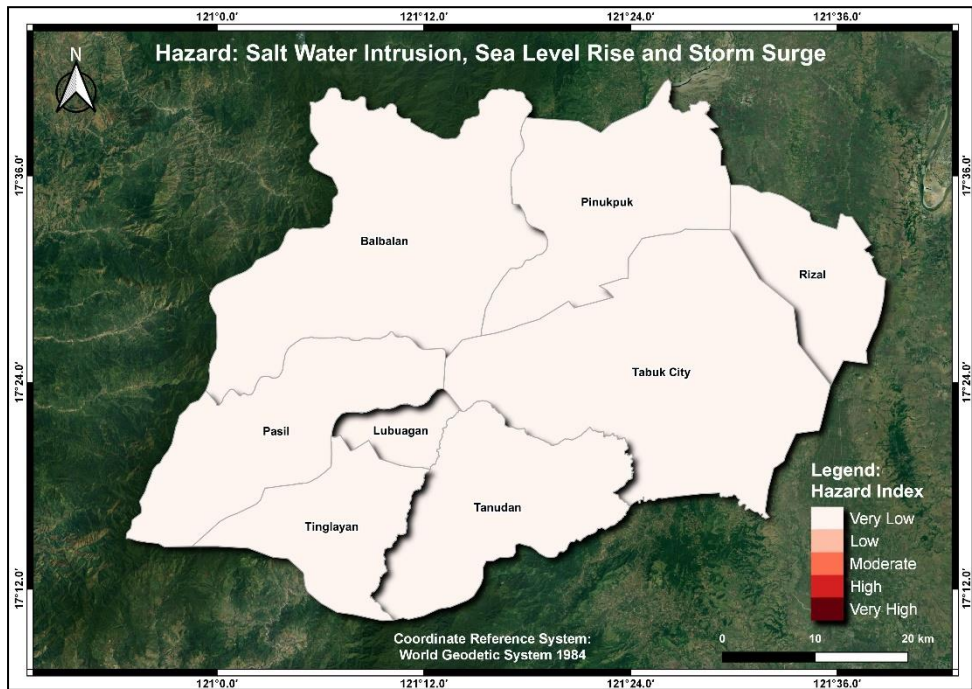 121°0.0′
121°12.0′
121°24.0′
121°36.0′
Hazard: Salt Water Intrusion, Sea Level Rise and Storm Surge
N
17°36.0′
17°36.0′
Pinukpuk
Balbalan
Rizal
17°24.0′
17°24.0′
Tabuk City
Pasil
Lubuagan
Tanudan
Tinglayan
Legend:
Hazard Index
Very Low
Low
Moderate
High
Very High
17°12.0′
17°12.0′
Coordinate Reference System:
World Geodetic System 1984
0
10
20 km
121°0.0′
121°12.0′
121°24.0′
121°36.0′